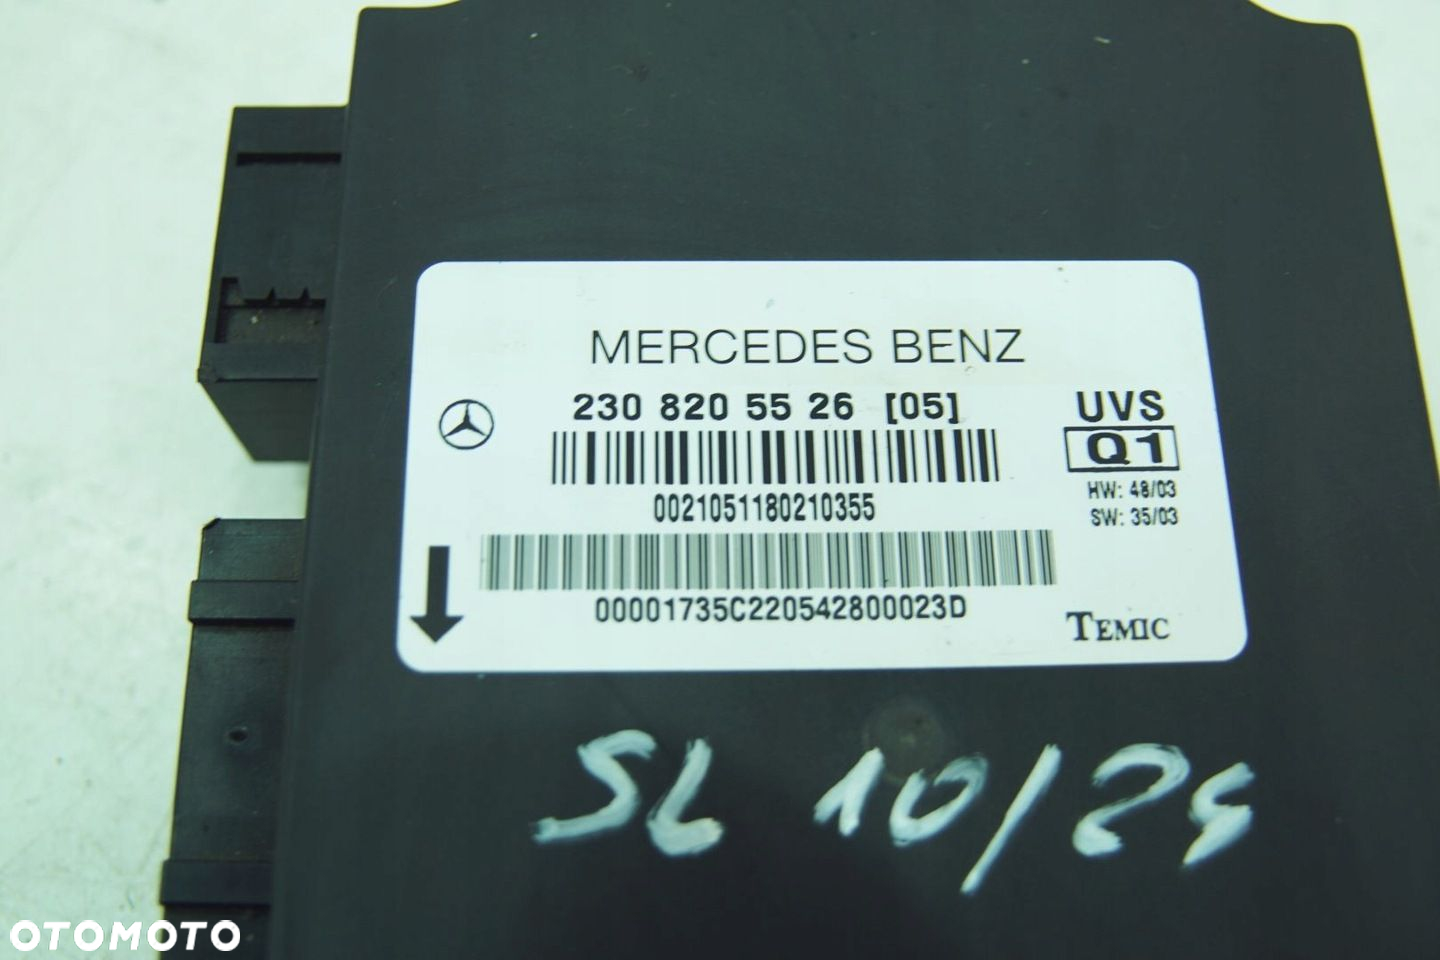 MERCEDES BENZ
230 820 55 26 [05]
UVS
Q1
HW: 48/03
SW: 35/03
0021051180210355
00001735C220542800023D
TEMIC
SL 10/24
OTOMOTO